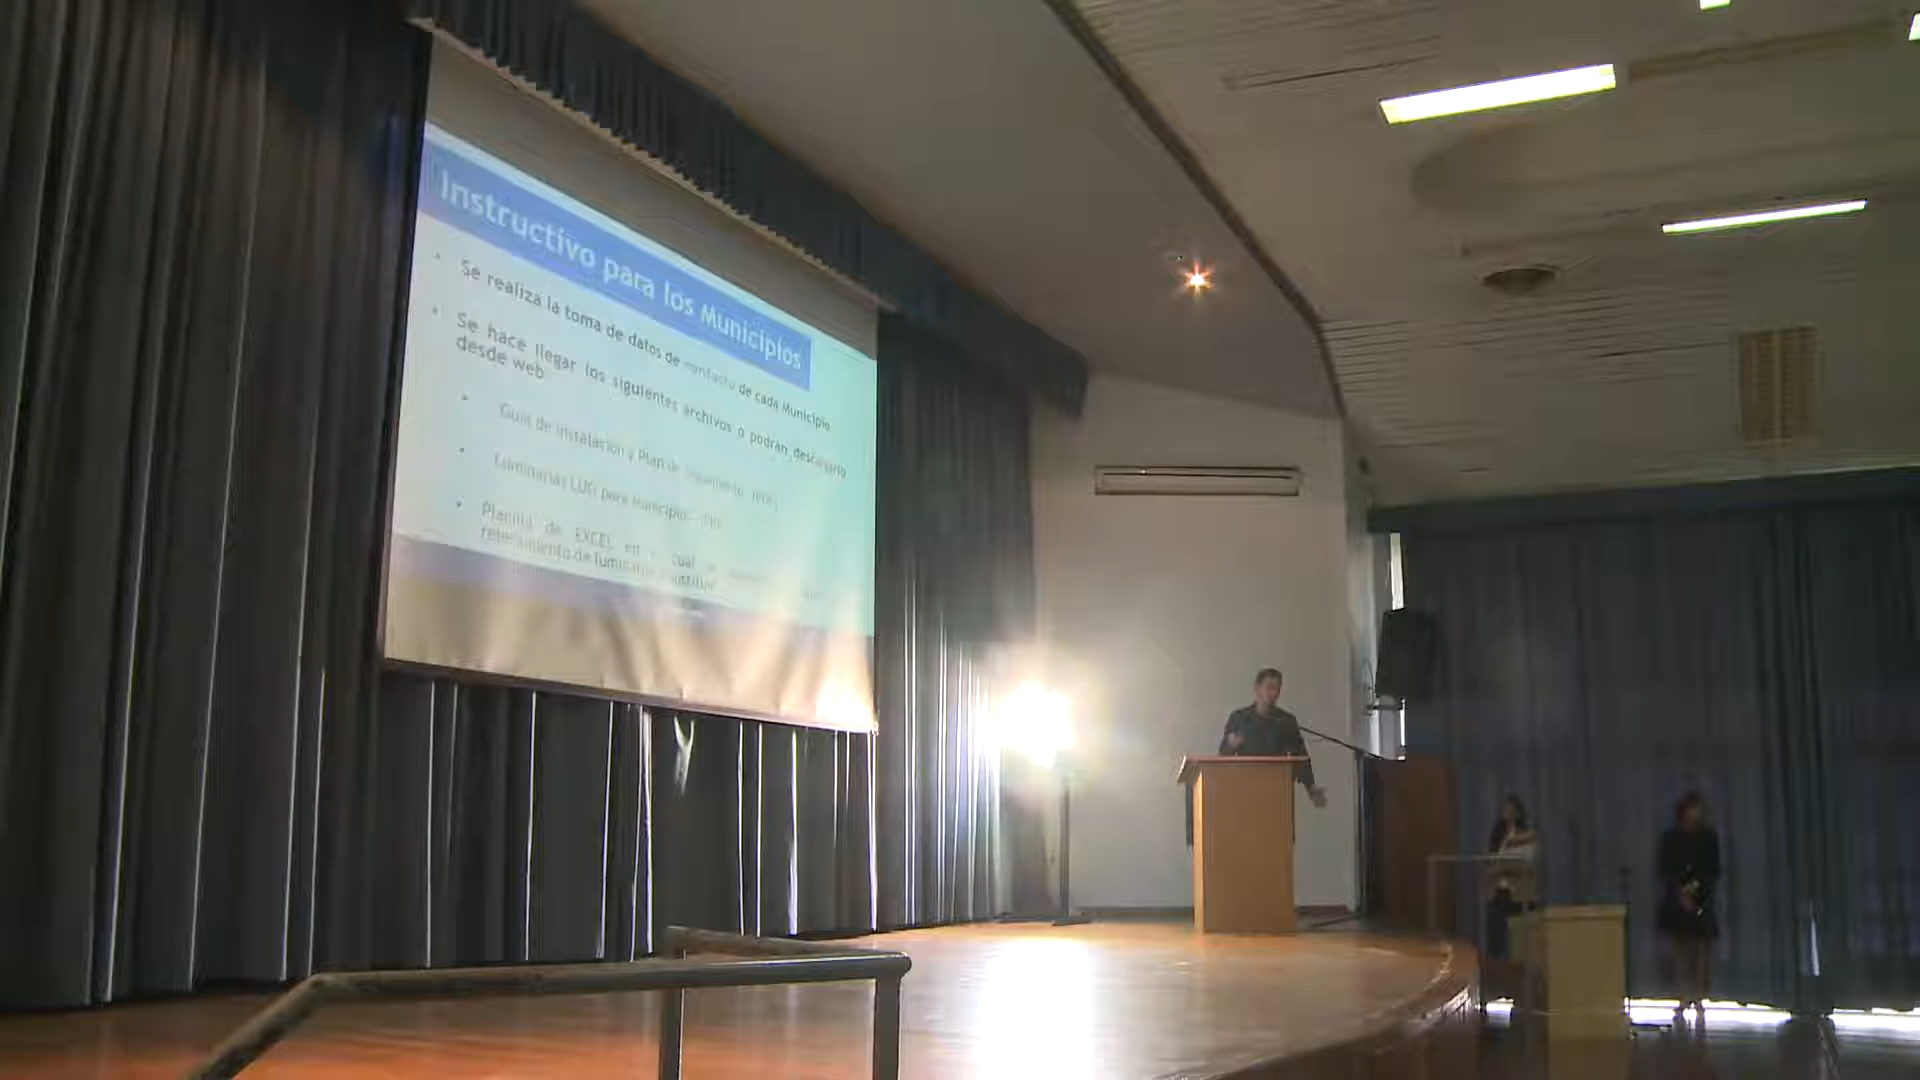 Instructivo para los Municipios
• Se realiza la toma de datos de contacto de cada Municipio
• Se hace llegar los siguientes archivos o podrán descargarlo
desde web
• Guía de instalación y Plan de
• Luminarias LED para Municipios
• Planilla de EXCEL en cual
relevamiento de luminarias